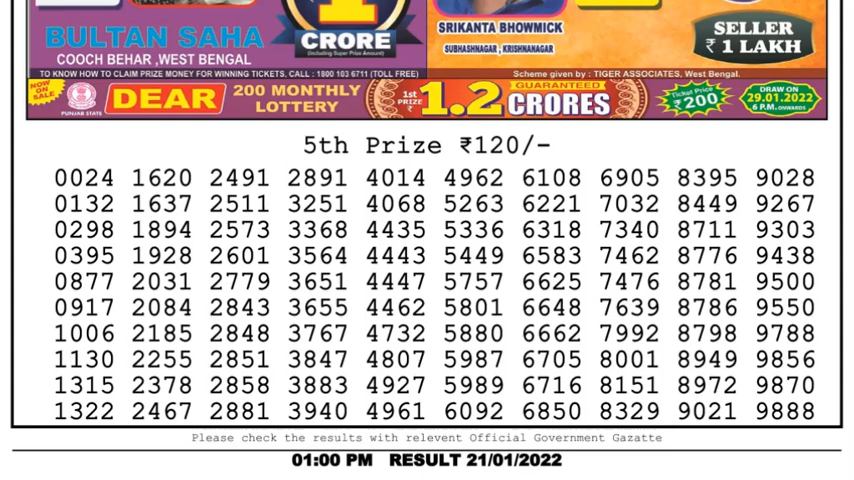 1
CRORE
(Including Super Prize Amount)
BULTAN SAHA
COOCH BEHAR ,WEST BENGAL
SRIKANTA BHOWMICK
SUBHASHNAGAR ; KRISHNANAGAR
SELLER
₹ 1 LAKH
TO KNOW HOW TO CLAIM PRIZE MONEY FOR WINNING TICKETS. CALL : 1800 103 6711 (TOLL FREE)
Scheme given by : TIGER ASSOCIATES, West Bengal.
NOW ON SALE
PUNJAB STATE
DEAR
200 MONTHLY
LOTTERY
1st PRIZE ₹
1.2
GUARANTEED
CRORES
Ticket Price
₹200
DRAW ON
29.01.2022
6 P.M. ONWARDS
5th Prize ₹120/-
0024 1620 2491 2891 4014 4962 6108 6905 8395 9028
0132 1637 2511 3251 4068 5263 6221 7032 8449 9267
0298 1894 2573 3368 4435 5336 6318 7340 8711 9303
0395 1928 2601 3564 4443 5449 6583 7462 8776 9438
0877 2031 2779 3651 4447 5757 6625 7476 8781 9500
0917 2084 2843 3655 4462 5801 6648 7639 8786 9550
1006 2185 2848 3767 4732 5880 6662 7992 8798 9788
1130 2255 2851 3847 4807 5987 6705 8001 8949 9856
1315 2378 2858 3883 4927 5989 6716 8151 8972 9870
1322 2467 2881 3940 4961 6092 6850 8329 9021 9888
Please check the results with relevent Official Government Gazatte
01:00 PM RESULT 21/01/2022